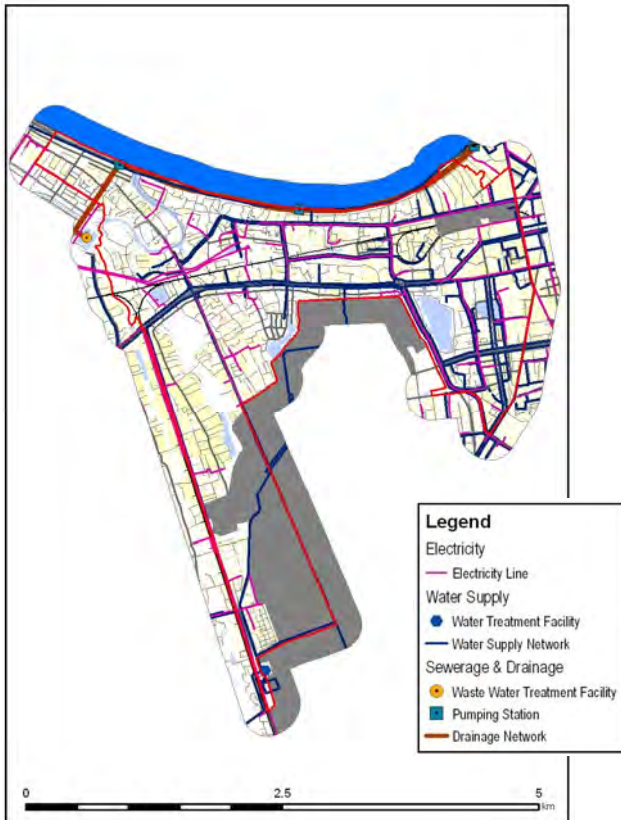 Legend
Electricity
Electricity Line
Water Supply
Water Treatment Facility
Water Supply Network
Sewerage & Drainage
Waste Water Treatment Facility
Pumping Station
Drainage Network
0 2.5 5
km